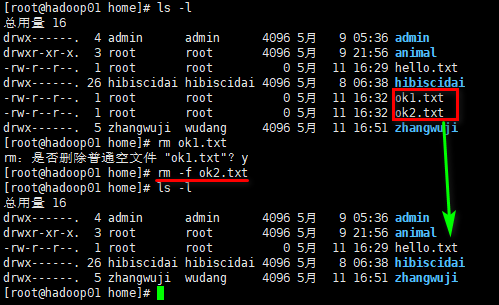 [root@hadoop01 home]# ls -l
总用量 16
drwx------.  4 admin      admin      4096 5月   9 05:36 admin
drwxr-xr-x.  3 root       root       4096 5月   9 21:56 animal
-rw-r--r--.  1 root       root          0 5月  11 16:29 hello.txt
drwx------. 26 hibiscidai hibiscidai 4096 5月   8 06:38 hibiscidai
-rw-r--r--.  1 root       root          0 5月  11 16:32 ok1.txt
-rw-r--r--.  1 root       root          0 5月  11 16:32 ok2.txt
drwx------.  5 zhangwuji  wudang     4096 5月  11 16:51 zhangwuji
[root@hadoop01 home]# rm ok1.txt
rm：是否删除普通空文件 "ok1.txt"？y
[root@hadoop01 home]# rm -f ok2.txt
[root@hadoop01 home]# ls -l
总用量 16
drwx------.  4 admin      admin      4096 5月   9 05:36 admin
drwxr-xr-x.  3 root       root       4096 5月   9 21:56 animal
-rw-r--r--.  1 root       root          0 5月  11 16:29 hello.txt
drwx------. 26 hibiscidai hibiscidai 4096 5月   8 06:38 hibiscidai
drwx------.  5 zhangwuji  wudang     4096 5月  11 16:51 zhangwuji
[root@hadoop01 home]#